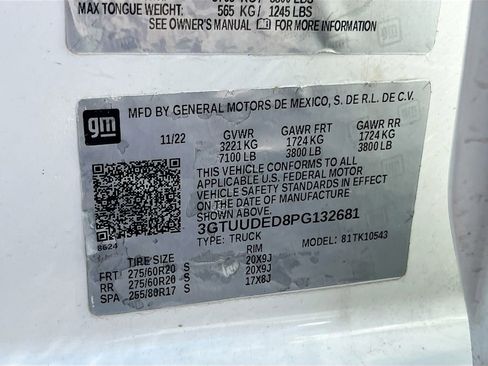 MAX TONGUE WEIGHT: 565 KG / 1245 LBS
SEE OWNER'S MANUAL FOR MORE INFORMATION
gm
MFD BY GENERAL MOTORS DE MEXICO, S. DE R.L. DE C.V.
11/22 GVWR GAWR FRT GAWR RR
3221 KG 1724 KG 1724 KG
7100 LB 3800 LB 3800 LB
THIS VEHICLE CONFORMS TO ALL
APPLICABLE U.S. FEDERAL MOTOR
VEHICLE SAFETY STANDARDS IN EFFECT
ON THE DATE OF MANUFACTURE
SHOWN ABOVE.
3GTUUDED8PG132681
TYPE: TRUCK MODEL: 81TK10543
8624
TIRE SIZE RIM
FRT 275/60R20 S 20X9J
RR 275/60R20 S 20X9J
SPA 255/80R17 S 17X8J